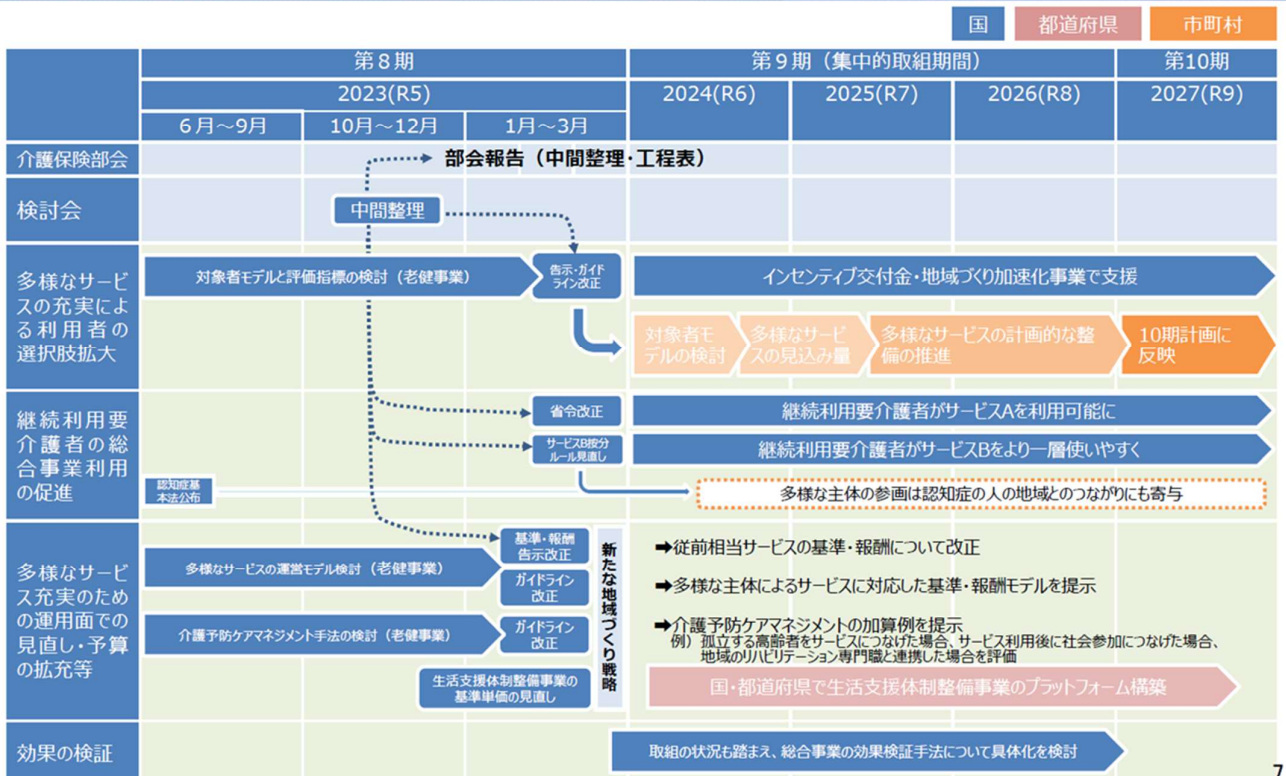 国
都道府県
市町村
第８期
第９期（集中的取組期間）
第10期
2023(R5)
2024(R6)
2025(R7)
2026(R8)
2027(R9)
６月～９月
10月～12月
１月～３月
介護保険部会
部会報告（中間整理・工程表）
検討会
中間整理
多様なサービ
スの充実によ
る利用者の
選択肢拡大
対象者モデルと評価指標の検討（老健事業）
告示・ガイド
ライン改正
インセンティブ交付金・地域づくり加速化事業で支援
対象者モ
デルの検討
多様なサービ
スの見込み量
多様なサービスの計画的な整
備の推進
10期計画に
反映
継続利用要
介護者の総
合事業利用
の促進
省令改正
継続利用要介護者がサービスAを利用可能に
サービスB按分
ルール見直し
継続利用要介護者がサービスBをより一層使いやすく
認知症基
本法公布
多様な主体の参画は認知症の人の地域とのつながりにも寄与
多様なサービ
ス充実のため
の運用面での
見直し・予算
の拡充等
多様なサービスの運営モデル検討（老健事業）
基準・報酬
告示改正
ガイドライン
改正
介護予防ケアマネジメント手法の検討（老健事業）
ガイドライン
改正
生活支援体制整備事業の
基準単価の見直し
新たな地域づくり戦略
➡従前相当サービスの基準・報酬について改正
➡多様な主体によるサービスに対応した基準・報酬モデルを提示
➡介護予防ケアマネジメントの加算例を提示
例）孤立する高齢者をサービスにつなげた場合、サービス利用後に社会参加につなげた場合、
地域のリハビリテーション専門職と連携した場合を評価
国・都道府県で生活支援体制整備事業のプラットフォーム構築
効果の検証
取組の状況も踏まえ、総合事業の効果検証手法について具体化を検討
7